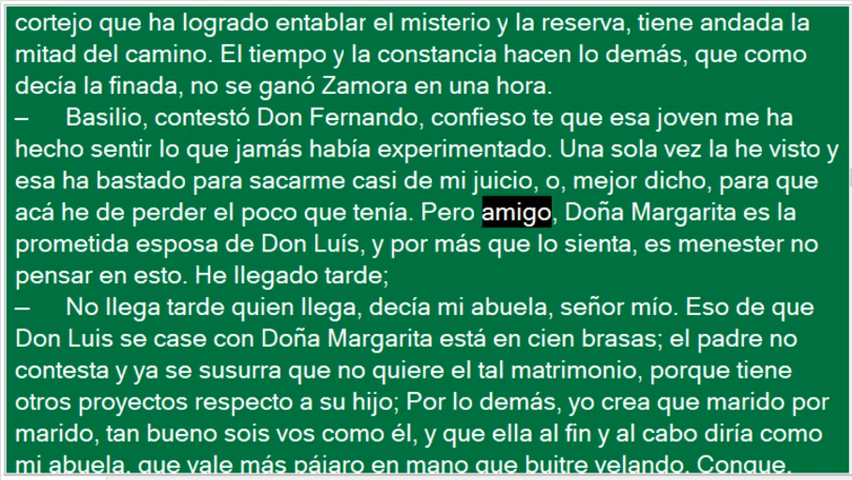 cortejo que ha logrado entablar el misterio y la reserva, tiene andada la
mitad del camino. El tiempo y la constancia hacen lo demás, que como
decía la finada, no se ganó Zamora en una hora.
– Basilio, contestó Don Fernando, confieso te que esa joven me ha
hecho sentir lo que jamás había experimentado. Una sola vez la he visto y
esa ha bastado para sacarme casi de mi juicio, o, mejor dicho, para que
acá he de perder el poco que tenía. Pero amigo, Doña Margarita es la
prometida esposa de Don Luís, y por más que lo sienta, es menester no
pensar en esto. He llegado tarde;
– No llega tarde quien llega, decía mi abuela, señor mío. Eso de que
Don Luis se case con Doña Margarita está en cien brasas; el padre no
contesta y ya se susurra que no quiere el tal matrimonio, porque tiene
otros proyectos respecto a su hijo; Por lo demás, yo crea que marido por
marido, tan bueno sois vos como él, y que ella al fin y al cabo diría como
mi abuela, que vale más pájaro en mano que buitre velando. Conque,